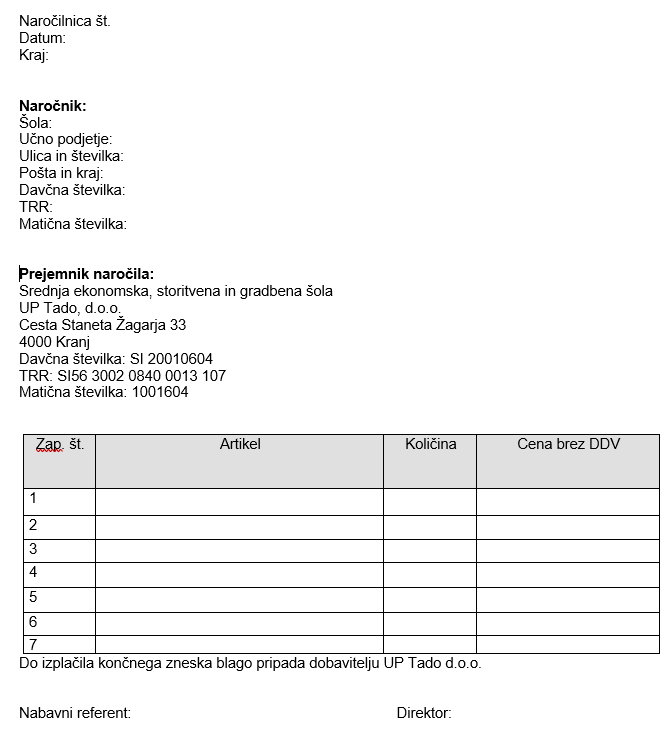 Naročilnica št.
Datum:
Kraj:
Naročnik:
Šola:
Učno podjetje:
Ulica in številka:
Pošta in kraj:
Davčna številka:
TRR:
Matična številka:
Prejemnik naročila:
Srednja ekonomska, storitvena in gradbena šola
UP Tado, d.o.o.
Cesta Staneta Žagarja 33
4000 Kranj
Davčna številka: SI 20010604
TRR: SI56 3002 0840 0013 107
Matična številka: 1001604
Zap. št. Artikel Količina Cena brez DDV
1
2
3
4
5
6
7
Do izplačila končnega zneska blago pripada dobavitelju UP Tado d.o.o.
Nabavni referent: Direktor: